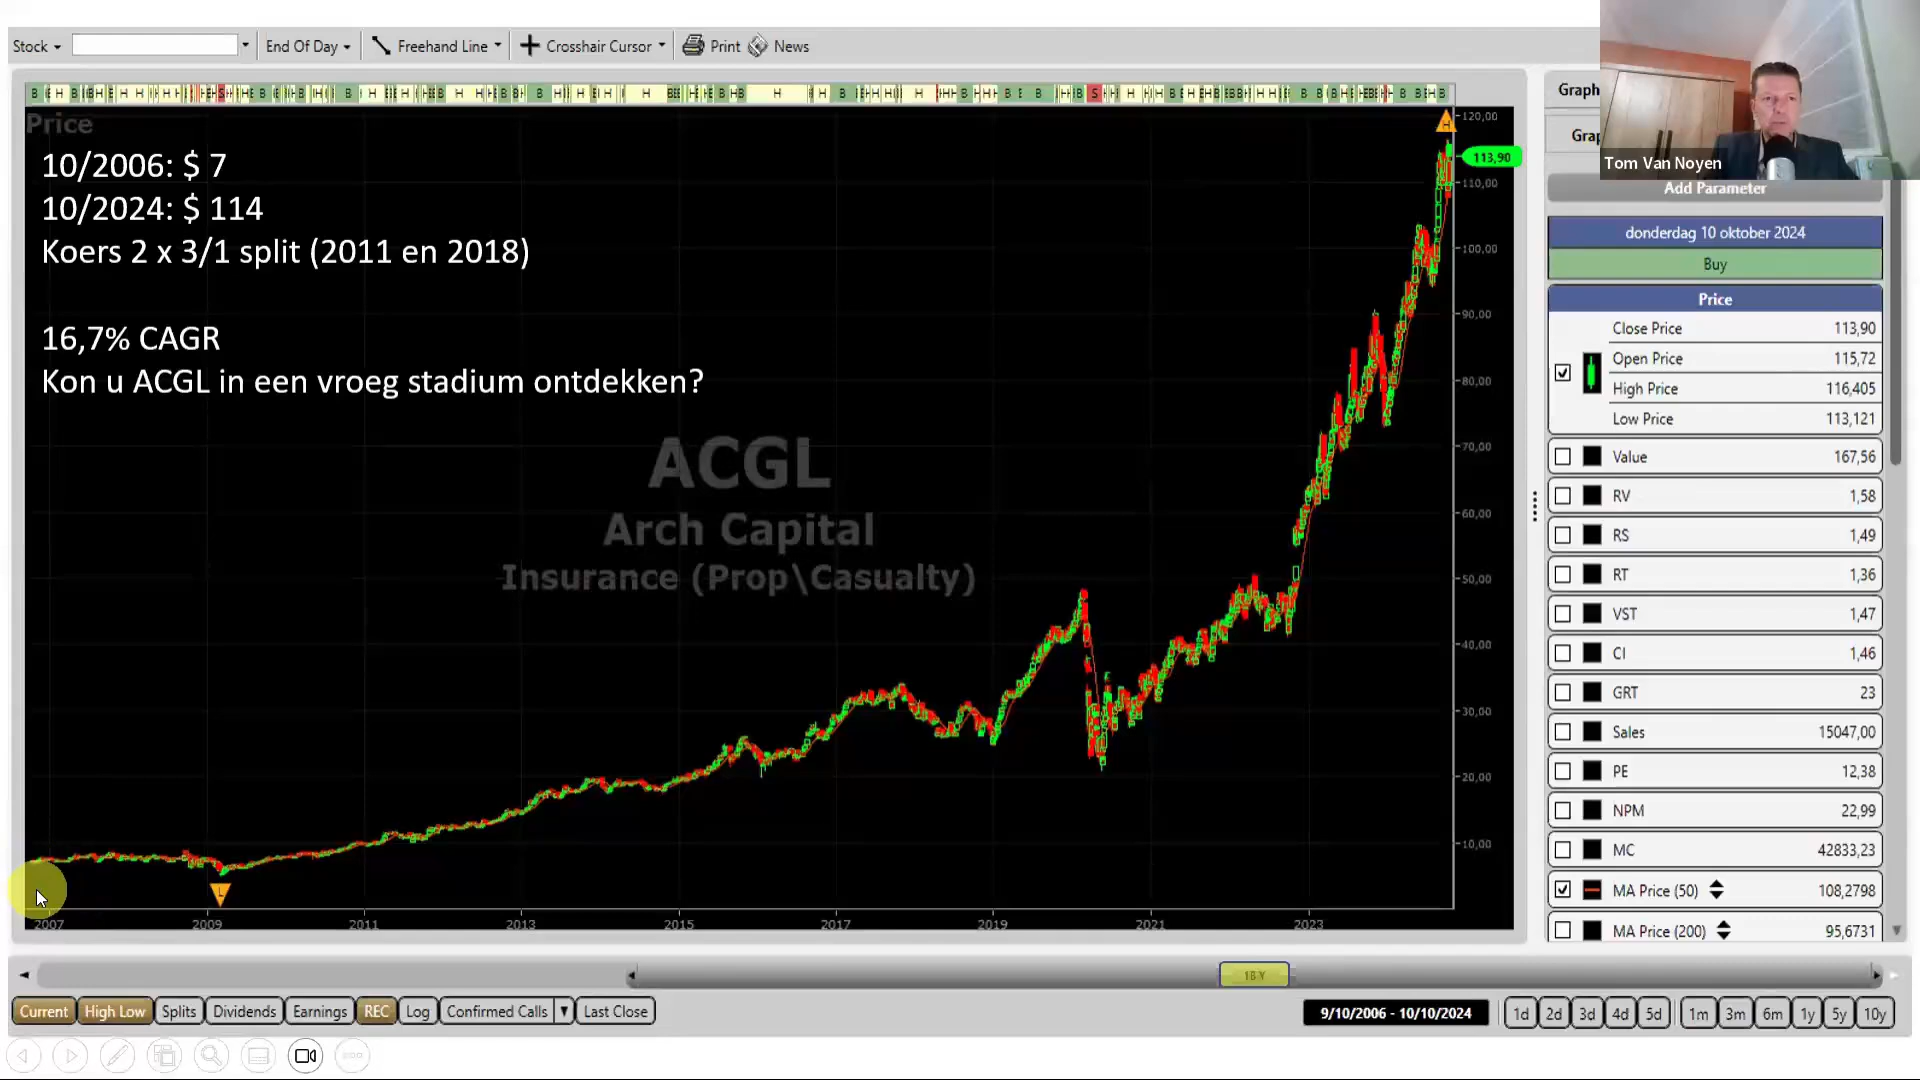 Stock
End Of Day
Freehand Line
Crosshair Cursor
Print
News
Price
10/2006: $ 7
10/2024: $ 114
Koers 2 x 3/1 split (2011 en 2018)
16,7% CAGR
Kon u ACGL in een vroeg stadium ontdekken?
ACGL
Arch Capital
Insurance (Prop\Casualty)
H
L
120,00
113,90
110,00
100,00
90,00
80,00
70,00
60,00
50,00
40,00
30,00
20,00
10,00
2007 2009 2011 2013 2015 2017 2019 2021 2023
Graph
Tom Van Noyen
Add Parameter
donderdag 10 oktober 2024
Buy
Price
Close Price 113,90
Open Price 115,72
High Price 116,405
Low Price 113,121
Value 167,56
RV 1,58
RS 1,49
RT 1,36
VST 1,47
CI 1,46
GRT 23
Sales 15047,00
PE 12,38
NPM 22,99
MC 42833,23
MA Price (50) 108,2798
MA Price (200) 95,6731
18 Y
Current High Low Splits Dividends Earnings REC Log Confirmed Calls Last Close
9/10/2006 - 10/10/2024
1d 2d 3d 4d 5d 1m 3m 6m 1y 5y 10y